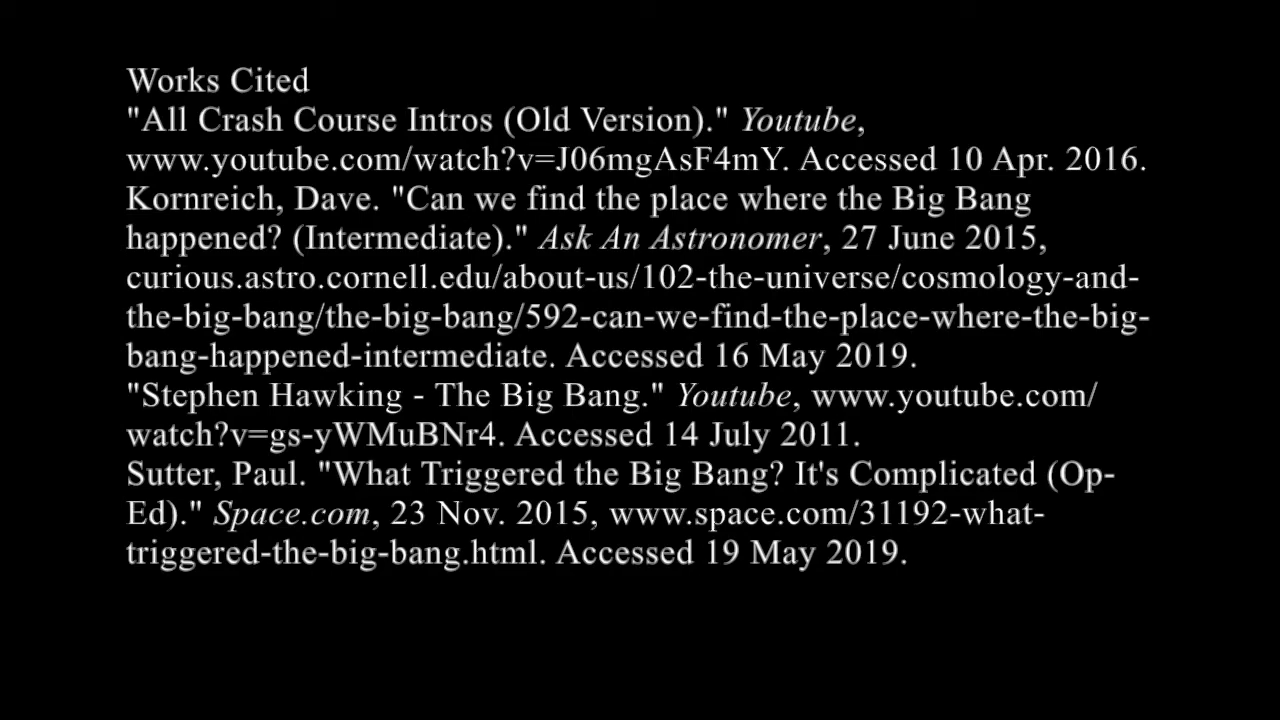 Works Cited
"All Crash Course Intros (Old Version)." Youtube,
www.youtube.com/watch?v=J06mgAsF4mY. Accessed 10 Apr. 2016.
Kornreich, Dave. "Can we find the place where the Big Bang
happened? (Intermediate)." Ask An Astronomer, 27 June 2015,
curious.astro.cornell.edu/about-us/102-the-universe/cosmology-and-
the-big-bang/the-big-bang/592-can-we-find-the-place-where-the-big-
bang-happened-intermediate. Accessed 16 May 2019.
"Stephen Hawking - The Big Bang." Youtube, www.youtube.com/
watch?v=gs-yWMuBNr4. Accessed 14 July 2011.
Sutter, Paul. "What Triggered the Big Bang? It's Complicated (Op-
Ed)." Space.com, 23 Nov. 2015, www.space.com/31192-what-
triggered-the-big-bang.html. Accessed 19 May 2019.